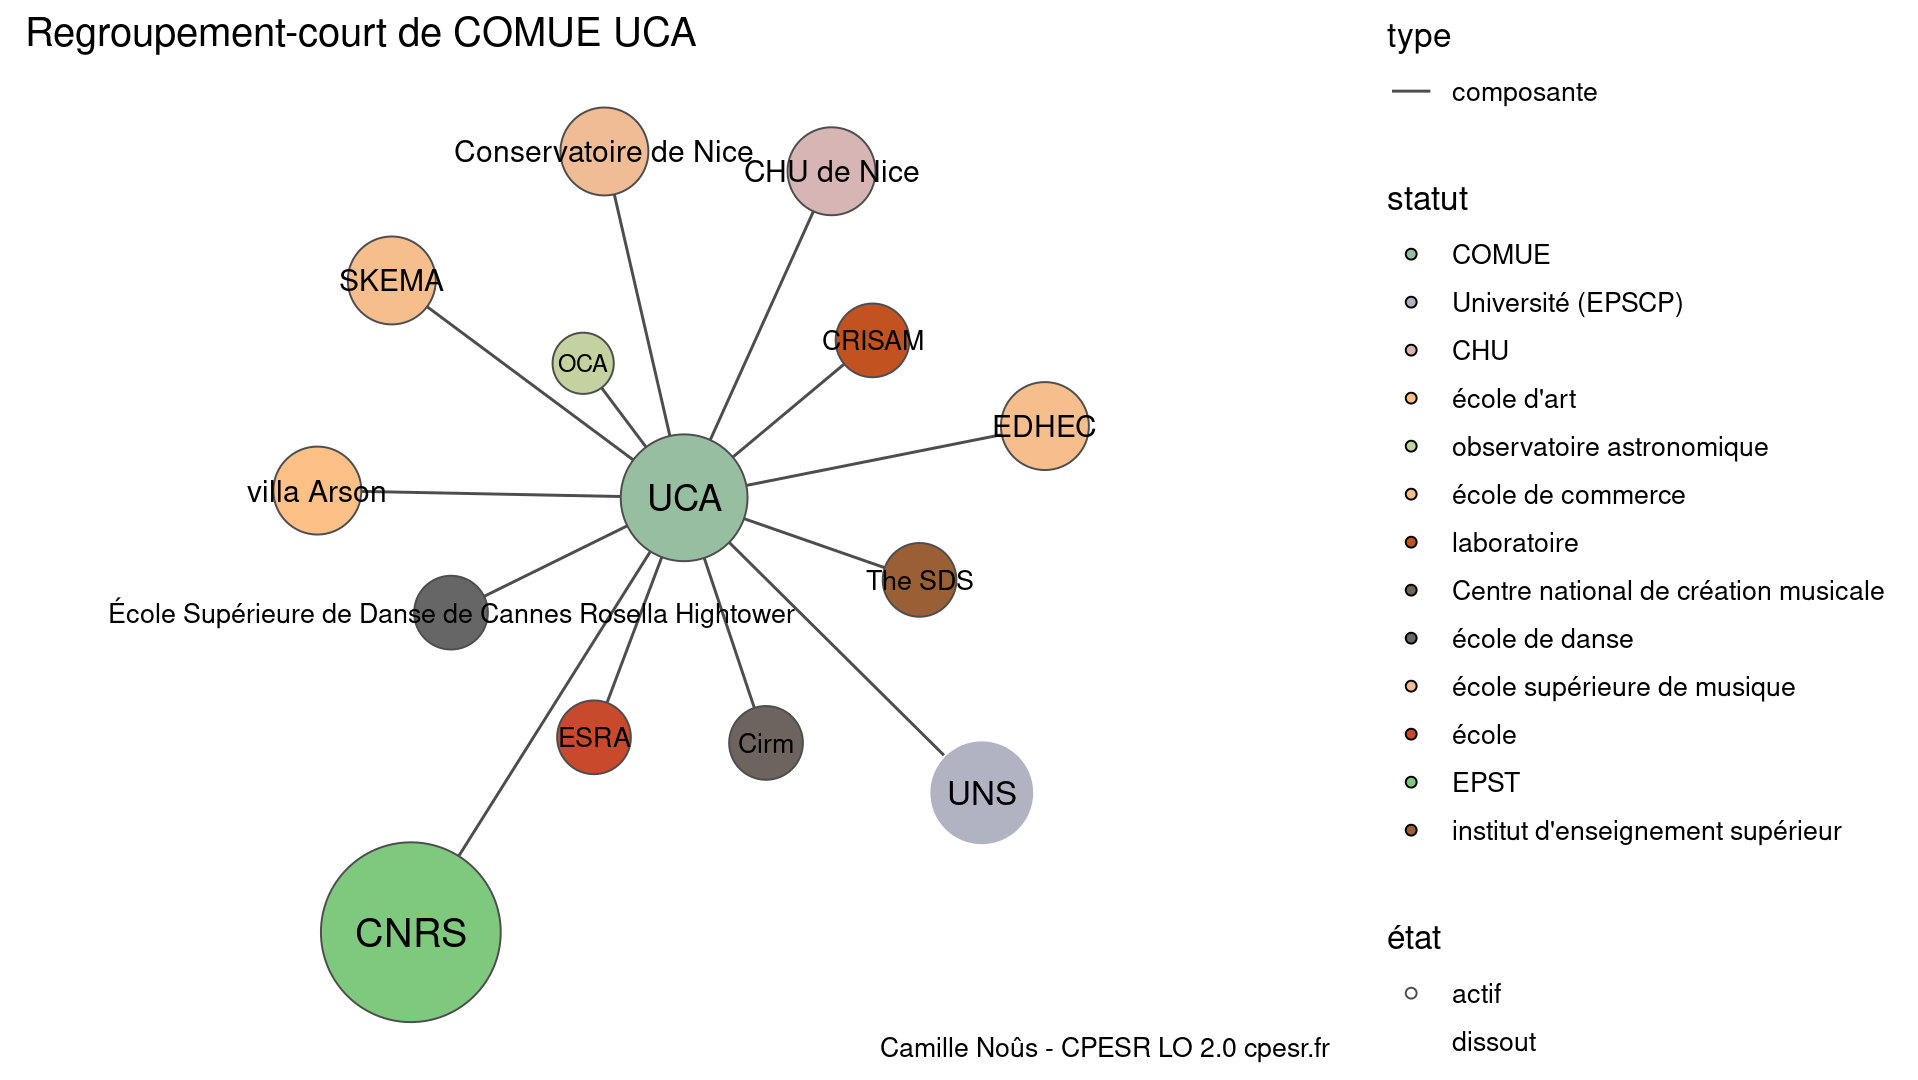 Regroupement-court de COMUE UCA
Conservatoire de Nice
CHU de Nice
SKEMA
CRISAM
OCA
EDHEC
villa Arson
UCA
The SDS
École Supérieure de Danse de Cannes Rosella Hightower
ESRA
Cirm
UNS
CNRS
Camille Noûs - CPESR LO 2.0 cpesr.fr
type
composante
statut
COMUE
Université (EPSCP)
CHU
école d'art
observatoire astronomique
école de commerce
laboratoire
Centre national de création musicale
école de danse
école supérieure de musique
école
EPST
institut d'enseignement supérieur
état
actif
dissout